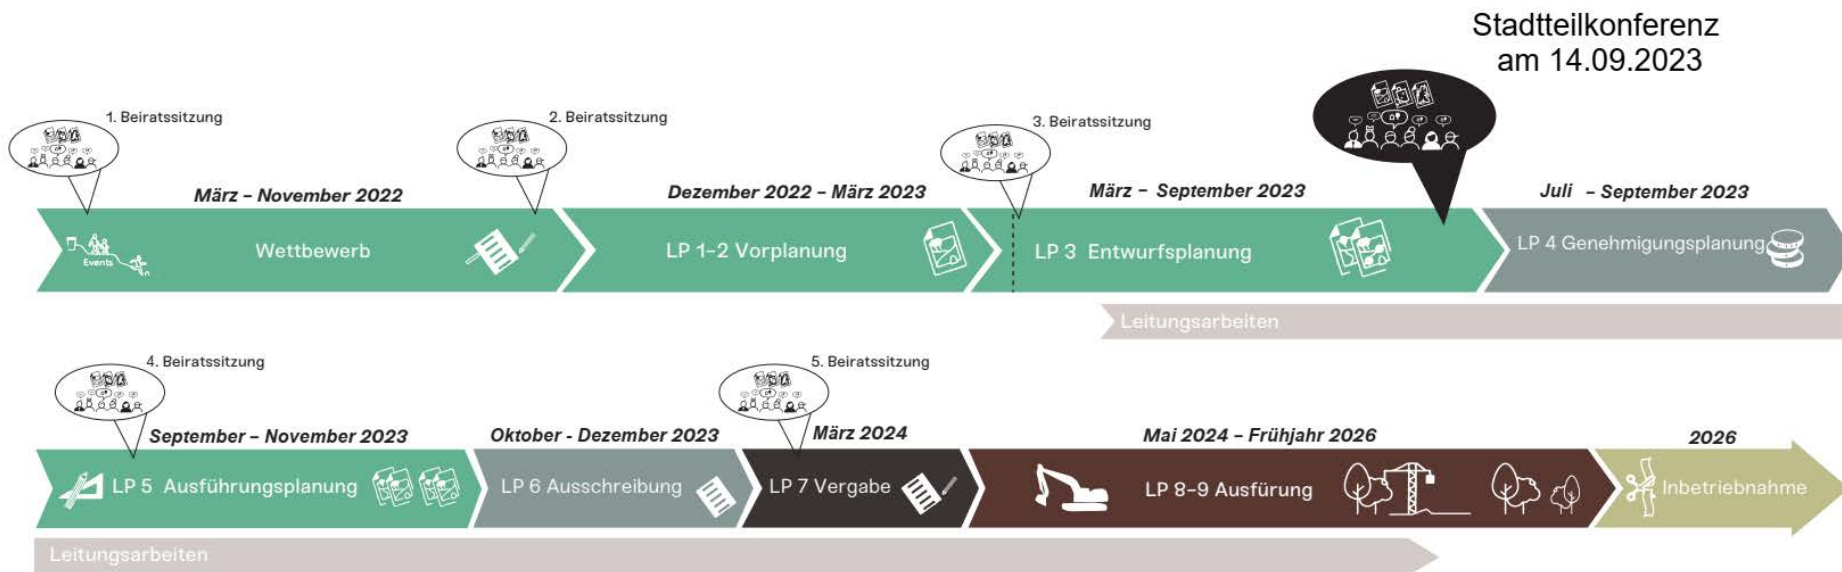 Stadtteilkonferenz
am 14.09.2023
1. Beiratssitzung
2. Beiratssitzung
3. Beiratssitzung
März – November 2022
Dezember 2022 – März 2023
März – September 2023
Juli – September 2023
Events
Wettbewerb
LP 1–2 Vorplanung
LP 3 Entwurfsplanung
LP 4 Genehmigungsplanung
Leitungsarbeiten
4. Beiratssitzung
5. Beiratssitzung
September – November 2023
Oktober - Dezember 2023
März 2024
Mai 2024 – Frühjahr 2026
2026
LP 5 Ausführungsplanung
LP 6 Ausschreibung
LP 7 Vergabe
LP 8–9 Ausfürung
Inbetriebnahme
Leitungsarbeiten